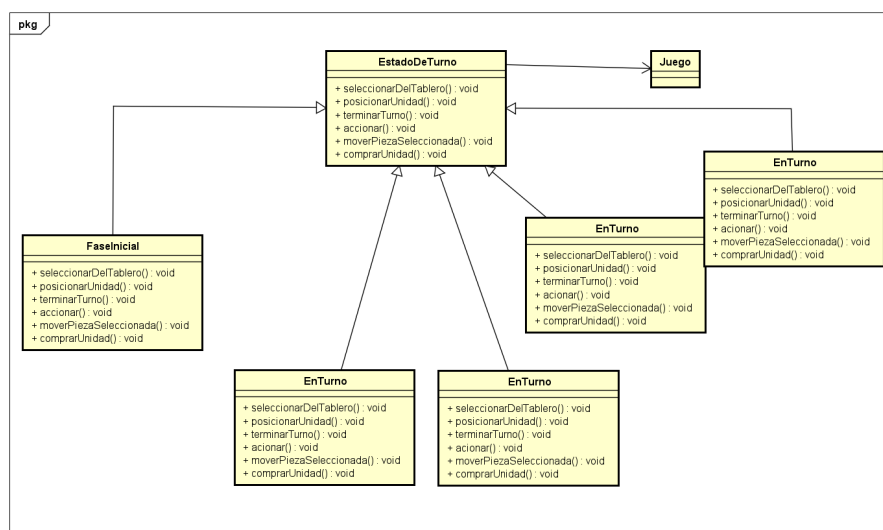 pkg
EstadoDeTurno
+ seleccionarDelTablero() : void
+ posicionarUnidad() : void
+ terminarTurno() : void
+ accionar() : void
+ moverPiezaSeleccionada() : void
+ comprarUnidad() : void
Juego
EnTurno
+ seleccionarDelTablero() : void
+ posicionarUnidad() : void
+ terminarTurno() : void
+ acionar() : void
+ moverPiezaSeleccionada() : void
+ comprarUnidad() : void
EnTurno
+ seleccionarDelTablero() : void
+ posicionarUnidad() : void
+ terminarTurno() : void
+ acionar() : void
+ moverPiezaSeleccionada() : void
+ comprarUnidad() : void
FaseInicial
+ seleccionarDelTablero() : void
+ posicionarUnidad() : void
+ terminarTurno() : void
+ accionar() : void
+ moverPiezaSeleccionada() : void
+ comprarUnidad() : void
EnTurno
+ seleccionarDelTablero() : void
+ posicionarUnidad() : void
+ terminarTurno() : void
+ acionar() : void
+ moverPiezaSeleccionada() : void
+ comprarUnidad() : void
EnTurno
+ seleccionarDelTablero() : void
+ posicionarUnidad() : void
+ terminarTurno() : void
+ acionar() : void
+ moverPiezaSeleccionada() : void
+ comprarUnidad() : void